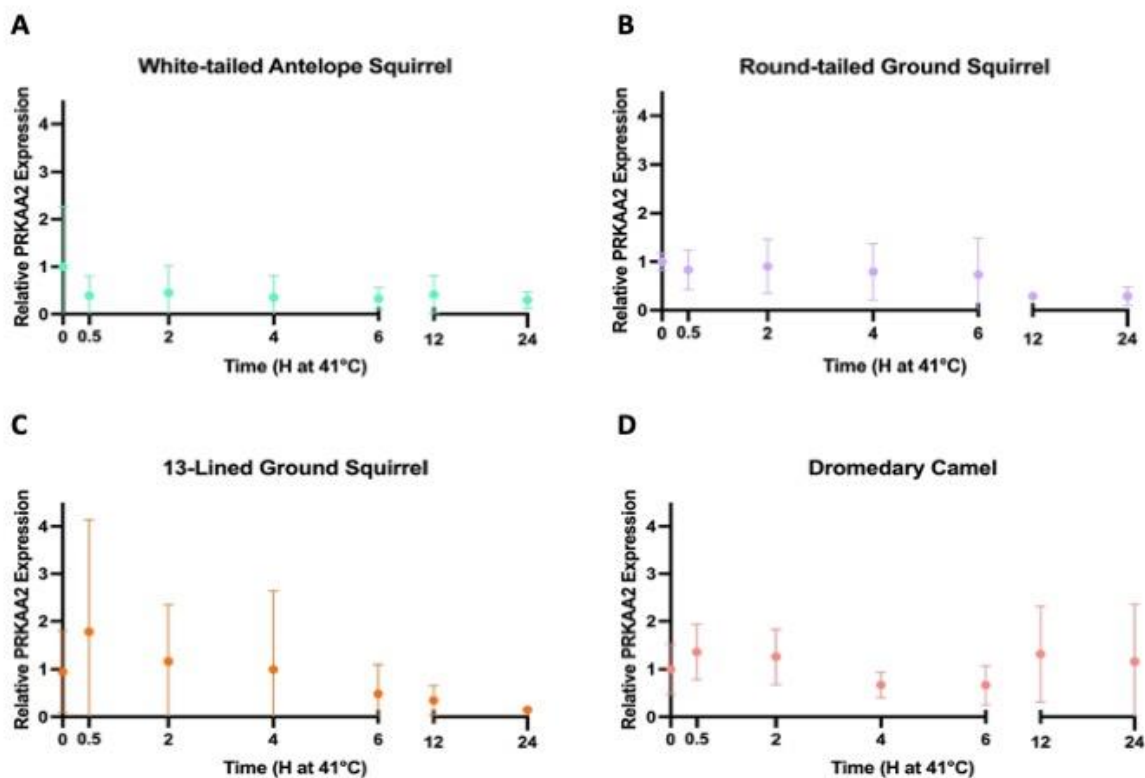 A
White-tailed Antelope Squirrel
Relative PRKAA2 Expression
4
3
2
1
0
0 0.5 2 4 6 12 24
Time (H at 41°C)
B
Round-tailed Ground Squirrel
Relative PRKAA2 Expression
4
3
2
1
0
0 0.5 2 4 6 12 24
Time (H at 41°C)
C
13-Lined Ground Squirrel
Relative PRKAA2 Expression
4
3
2
1
0
0 0.5 2 4 6 12 24
Time (H at 41°C)
D
Dromedary Camel
Relative PRKAA2 Expression
4
3
2
1
0
0 0.5 2 4 6 12 24
Time (H at 41°C)